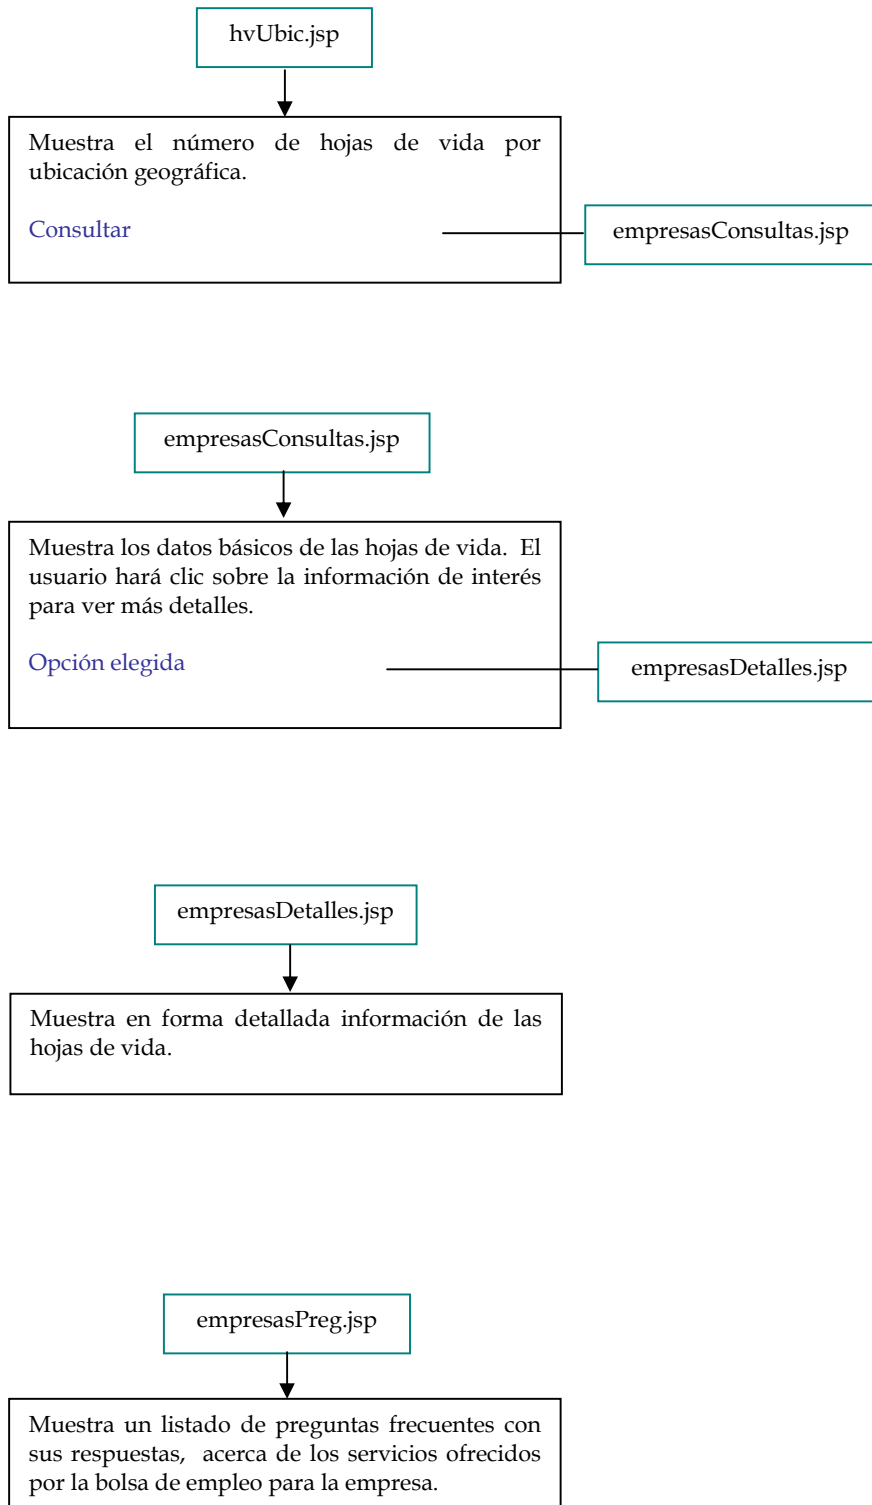 hvUbic.jsp
Muestra el número de hojas de vida por
ubicación geográfica.
Consultar
empresasConsultas.jsp
empresasConsultas.jsp
Muestra los datos básicos de las hojas de vida. El
usuario hará clic sobre la información de interés
para ver más detalles.
Opción elegida
empresasDetalles.jsp
empresasDetalles.jsp
Muestra en forma detallada información de las
hojas de vida.
empresasPreg.jsp
Muestra un listado de preguntas frecuentes con
sus respuestas, acerca de los servicios ofrecidos
por la bolsa de empleo para la empresa.